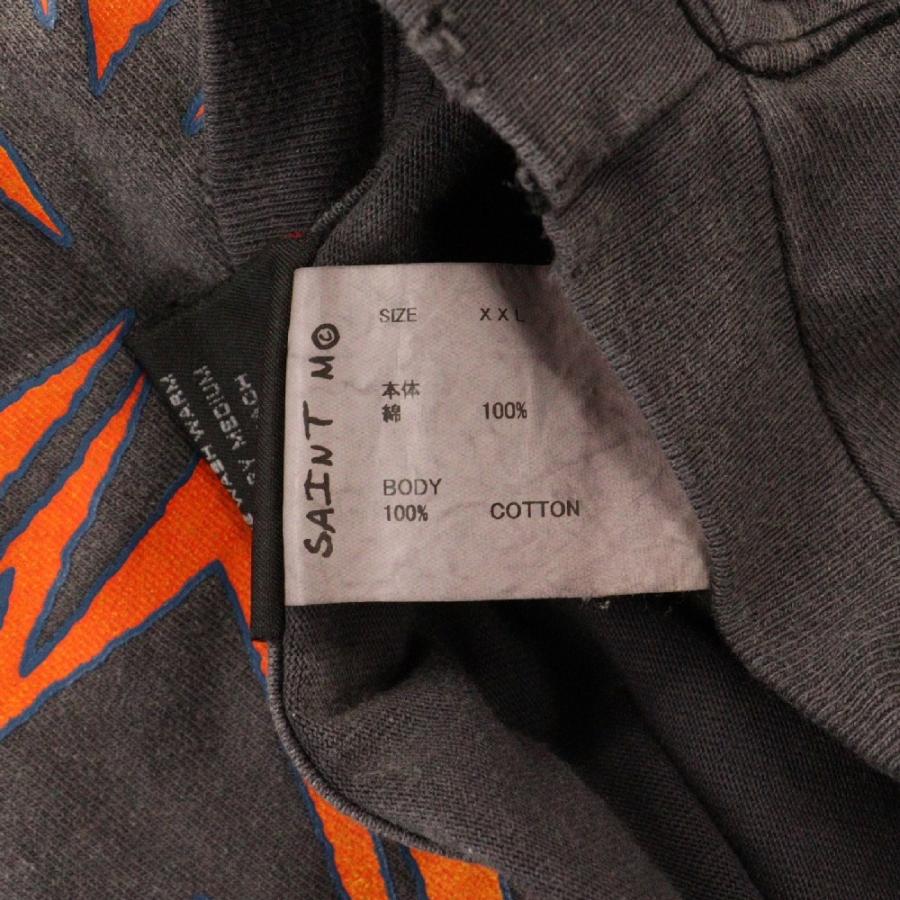 SAINT M©
SIZE XXL
本体
綿 100%
BODY
100% COTTON
WASH WARM
MEDIUM